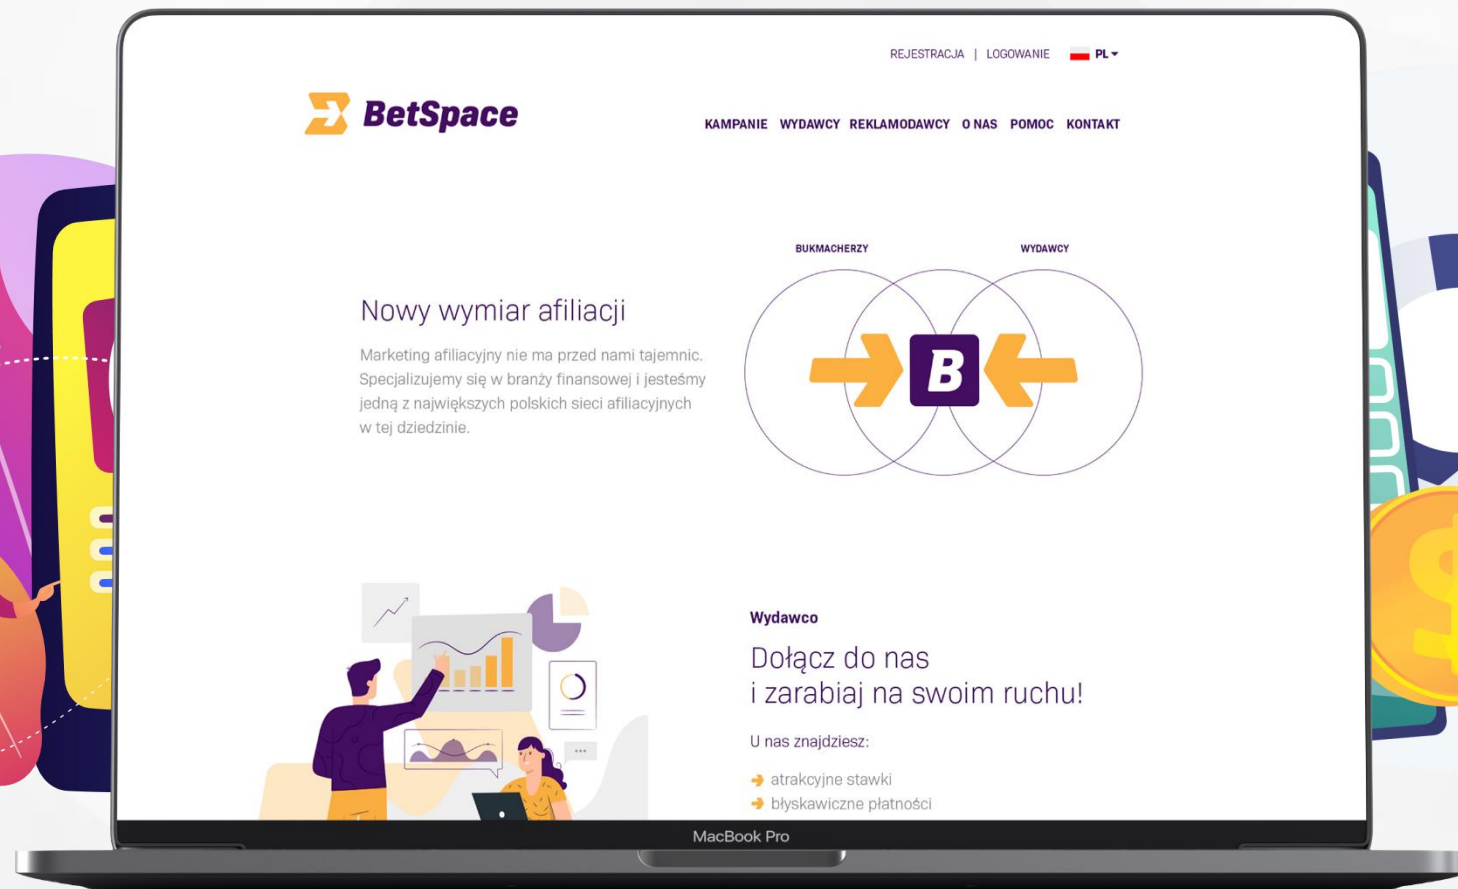 REJESTRACJA | LOGOWANIE PL
BetSpace
KAMPANIE WYDAWCY REKLAMODAWCY O NAS POMOC KONTAKT
BUKMACHERZY WYDAWCY
Nowy wymiar afiliacji
Marketing afiliacyjny nie ma przed nami tajemnic.
Specjalizujemy się w branży finansowej i jesteśmy
jedną z największych polskich sieci afiliacyjnych
w tej dziedzinie.
B
Wydawco
Dołącz do nas
i zarabiaj na swoim ruchu!
U nas znajdziesz:
atrakcyjne stawki
błyskawiczne płatności
MacBook Pro